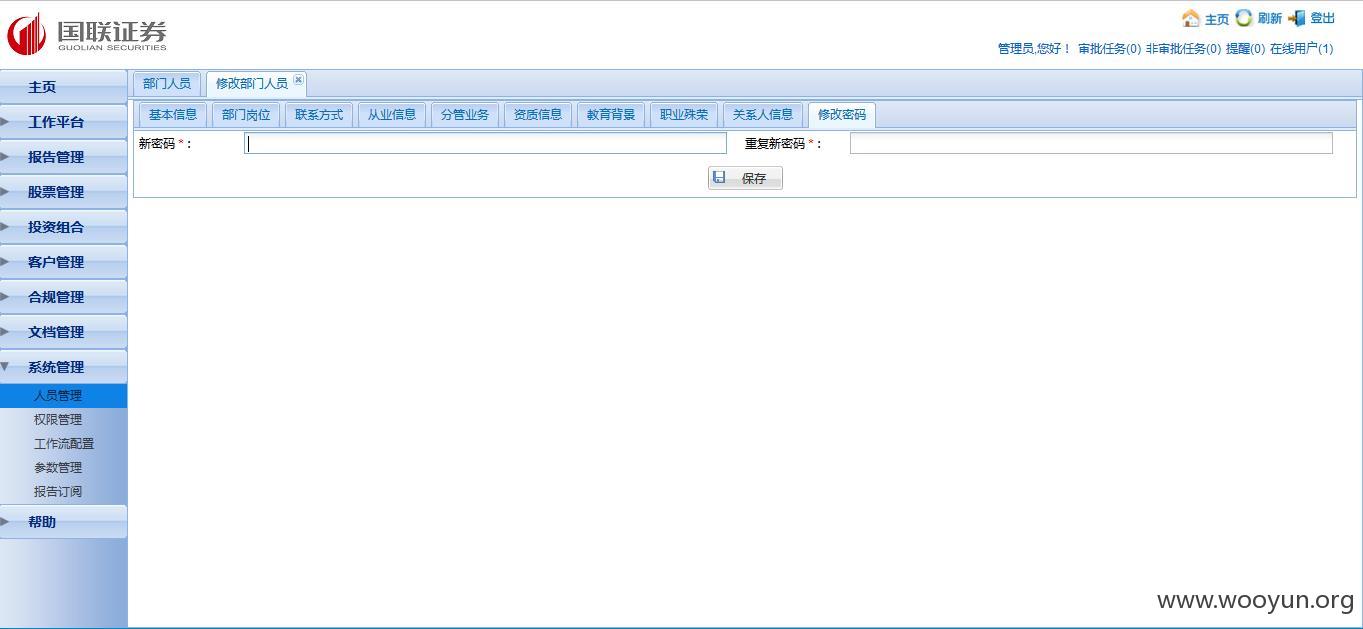 国联证券
GUOLIAN SECURITIES
主页 刷新 登出
管理员,您好！ 审批任务(0) 非审批任务(0) 提醒(0) 在线用户(1)
主页
工作平台
报告管理
股票管理
投资组合
客户管理
合规管理
文档管理
系统管理
人员管理
权限管理
工作流配置
参数管理
报告订阅
帮助
部门人员 修改部门人员
基本信息 部门岗位 联系方式 从业信息 分管业务 资质信息 教育背景 职业殊荣 关系人信息 修改密码
新密码 *： 重复新密码 *：
保存
www.wooyun.org